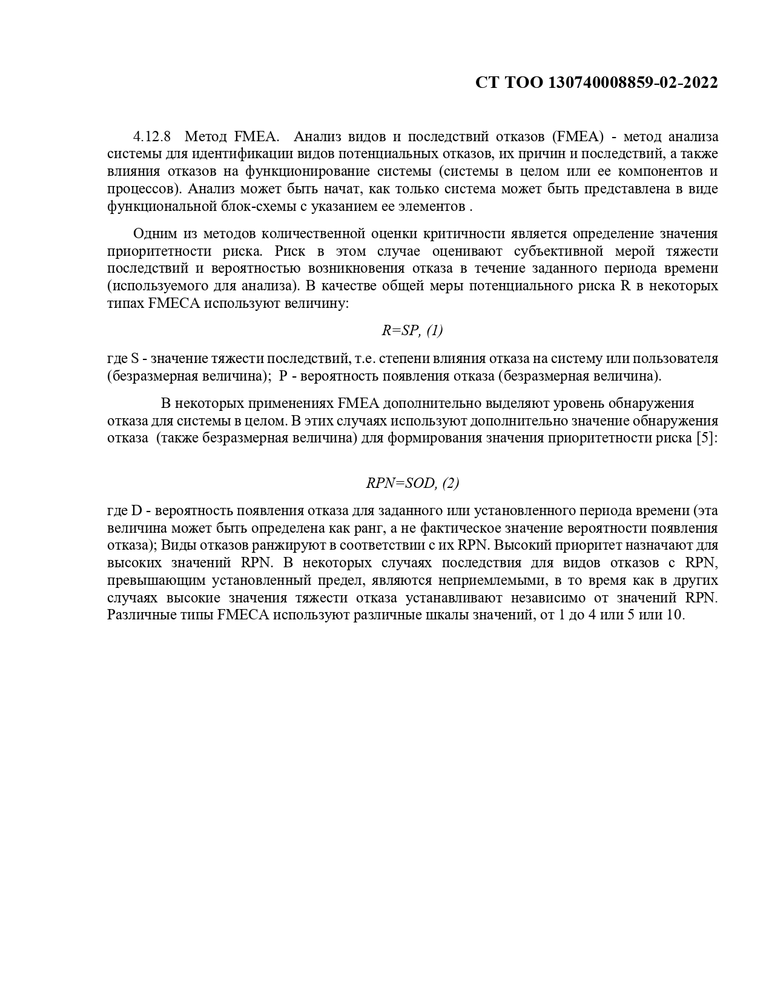 СТ ТОО 130740008859-02-2022
4.12.8 Метод FMEA. Анализ видов и последствий отказов (FMEA) - метод анализа
системы для идентификации видов потенциальных отказов, их причин и последствий, а также
влияния отказов на функционирование системы (системы в целом или ее компонентов и
процессов). Анализ может быть начат, как только система может быть представлена в виде
функциональной блок-схемы с указанием ее элементов .
Одним из методов количественной оценки критичности является определение значения
приоритетности риска. Риск в этом случае оценивают субъективной мерой тяжести
последствий и вероятностью возникновения отказа в течение заданного периода времени
(используемого для анализа). В качестве общей меры потенциального риска R в некоторых
типах FMECA используют величину:
R=SP, (1)
где S - значение тяжести последствий, т.е. степени влияния отказа на систему или пользователя
(безразмерная величина); P - вероятность появления отказа (безразмерная величина).
В некоторых применениях FMEA дополнительно выделяют уровень обнаружения
отказа для системы в целом. В этих случаях используют дополнительно значение обнаружения
отказа (также безразмерная величина) для формирования значения приоритетности риска [5]:
RPN=SOD, (2)
где D - вероятность появления отказа для заданного или установленного периода времени (эта
величина может быть определена как ранг, а не фактическое значение вероятности появления
отказа); Виды отказов ранжируют в соответствии с их RPN. Высокий приоритет назначают для
высоких значений RPN. В некоторых случаях последствия для видов отказов с RPN,
превышающим установленный предел, являются неприемлемыми, в то время как в других
случаях высокие значения тяжести отказа устанавливают независимо от значений RPN.
Различные типы FMECA используют различные шкалы значений, от 1 до 4 или 5 или 10.